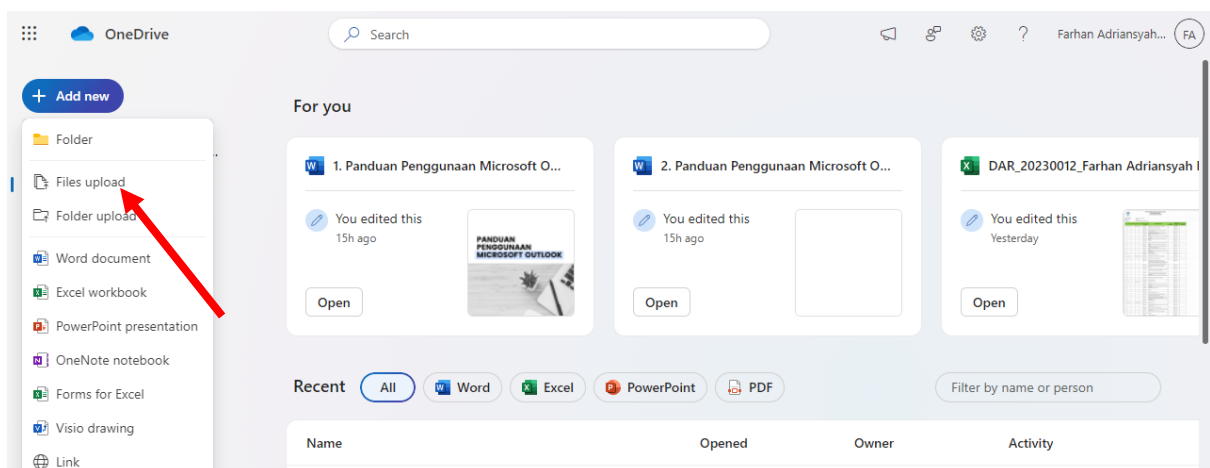 OneDrive
Search
Farhan Adriansyah...
FA
Add new
Folder
Files upload
Folder upload
Word document
Excel workbook
PowerPoint presentation
OneNote notebook
Forms for Excel
Visio drawing
Link
For you
1. Panduan Penggunaan Microsoft O...
You edited this
15h ago
PANDUAN
PENGGUNAAN
MICROSOFT OUTLOOK
Open
2. Panduan Penggunaan Microsoft O...
You edited this
15h ago
Open
DAR_20230012_Farhan Adriansyah
You edited this
Yesterday
Open
Recent
All
Word
Excel
PowerPoint
PDF
Filter by name or person
Name Opened Owner Activity